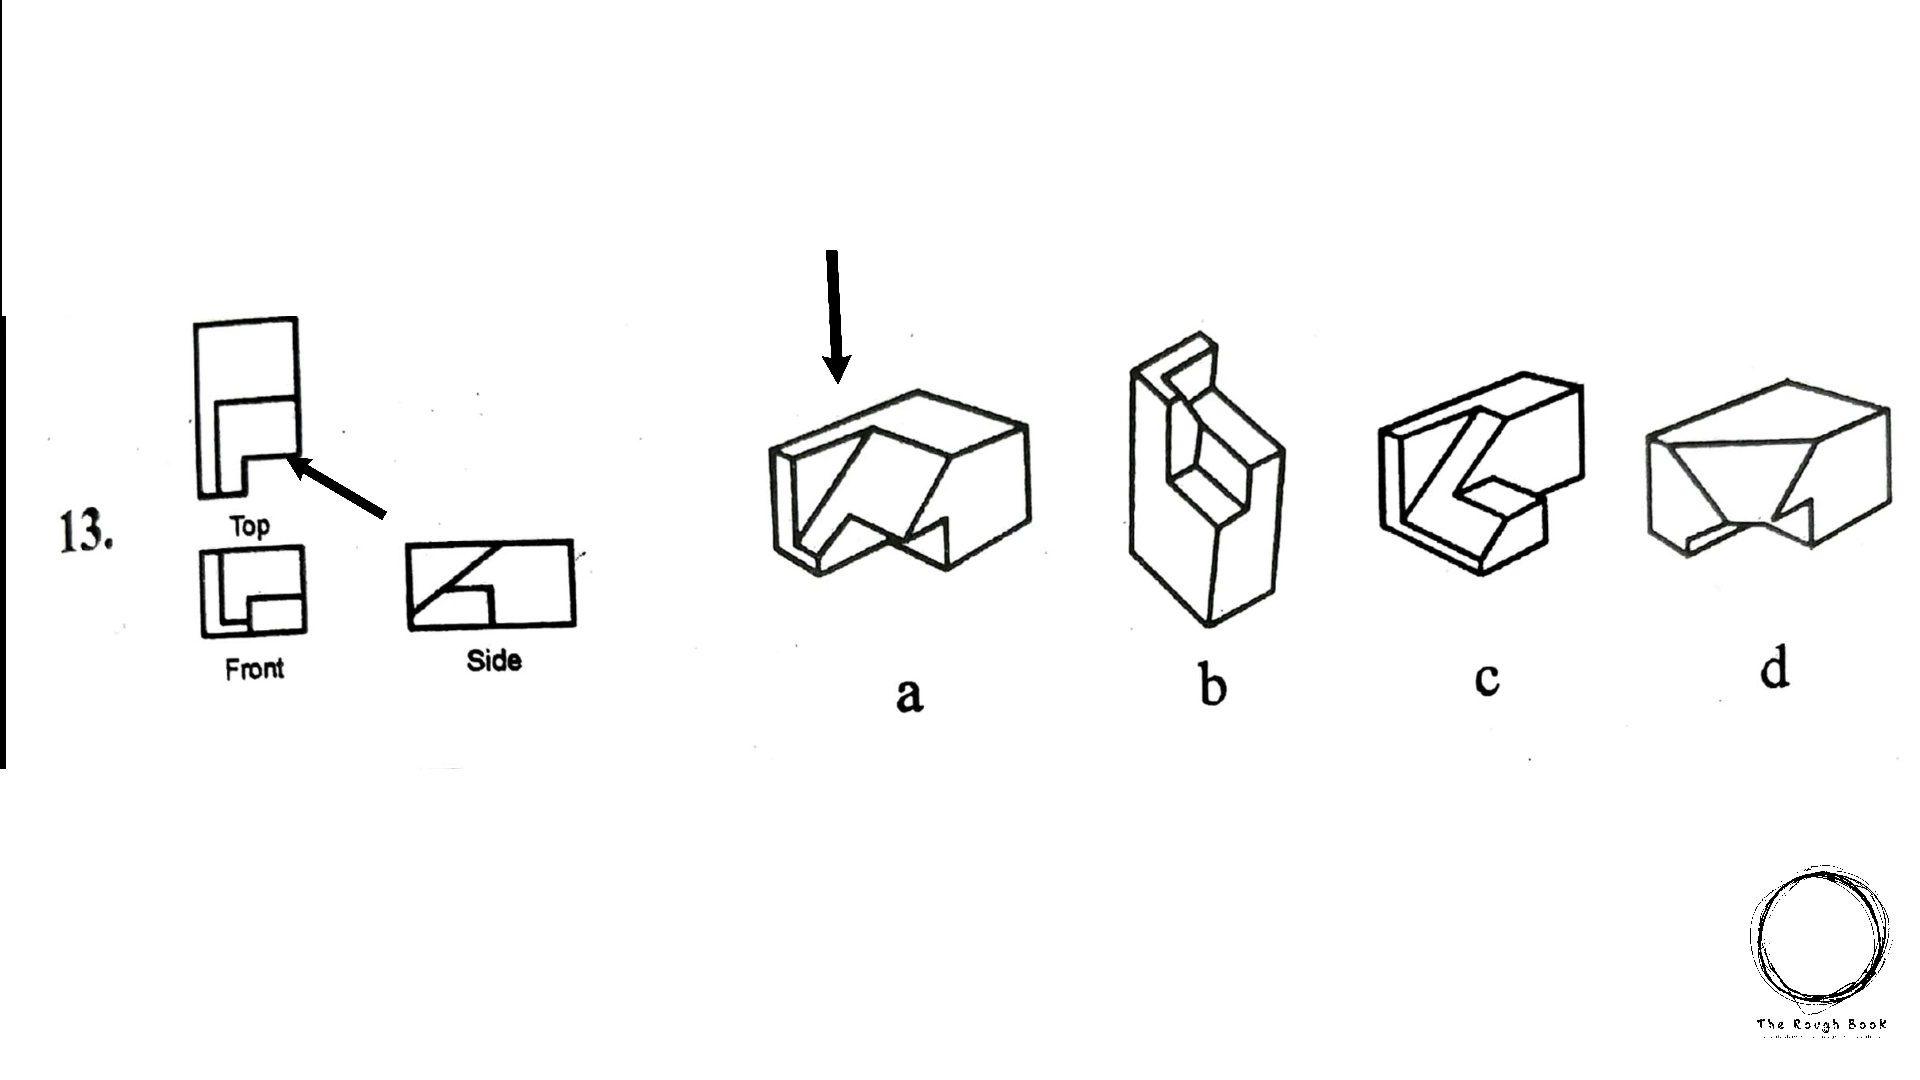 13.
Top
Front
Side
a
b
c
d
The Rough Book